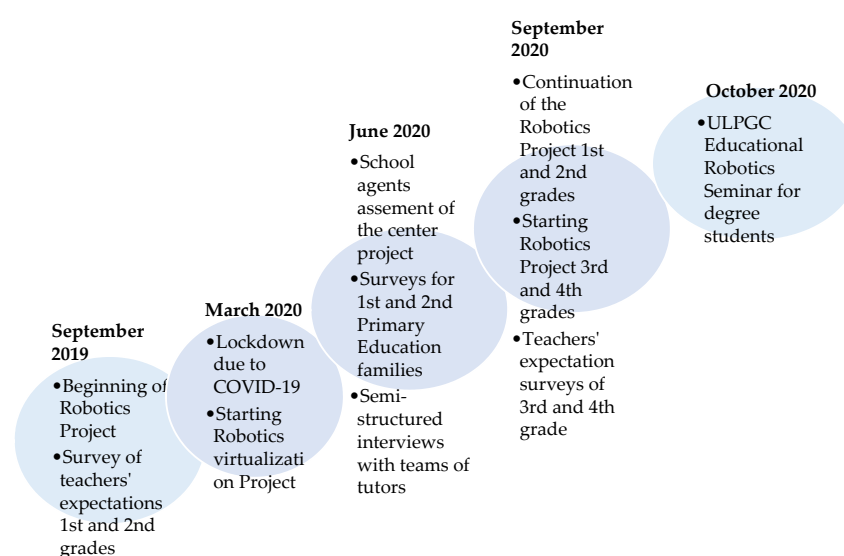 September
2019
•Beginning of
Robotics
Project
•Survey of
teachers'
expectations
1st and 2nd
grades
March 2020
•Lockdown
due to
COVID-19
•Starting
Robotics
virtualizati
on Project
June 2020
•School
agents
assement of
the center
project
•Surveys for
1st and 2nd
Primary
Education
families
•Semi-
structured
interviews
with teams of
tutors
September
2020
•Continuation
of the
Robotics
Project 1st
and 2nd
grades
•Starting
Robotics
Project 3rd
and 4th
grades
•Teachers'
expectation
surveys of
3rd and 4th
grade
October 2020
•ULPGC
Educational
Robotics
Seminar for
degree
students